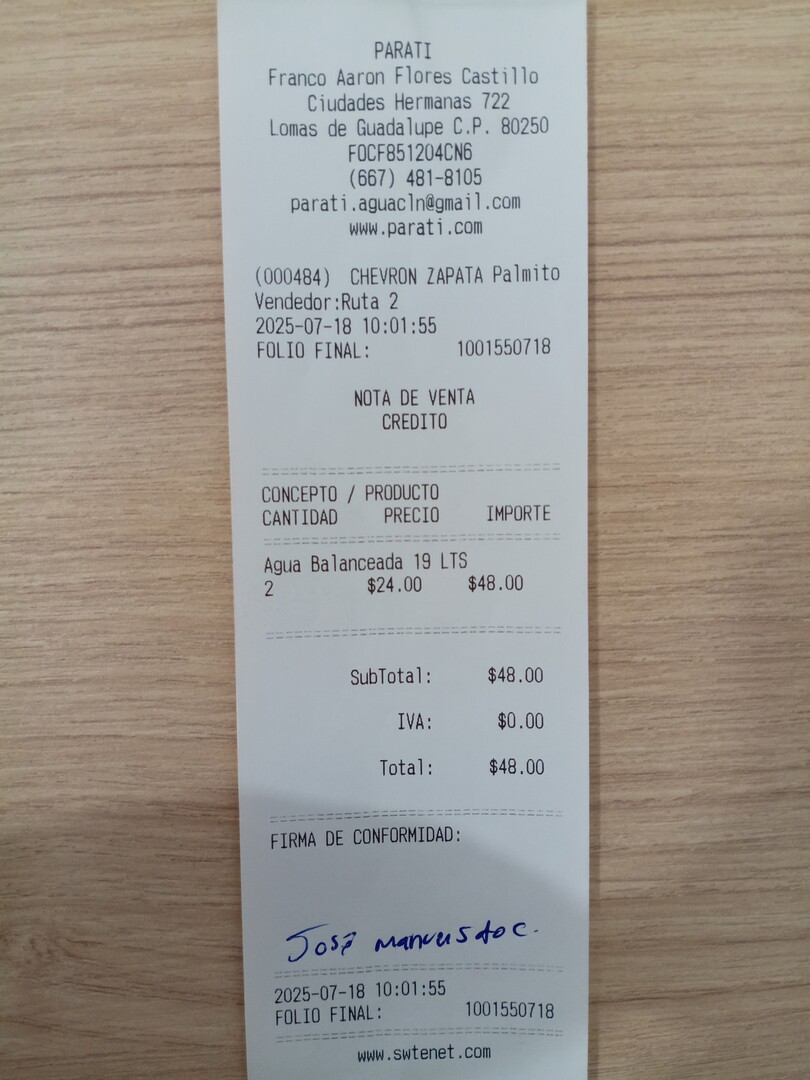 PARATI
Franco Aaron Flores Castillo
Ciudades Hermanas 722
Lomas de Guadalupe C.P. 80250
FOCF851204CN6
(667) 481-8105
parati.aguacln@gmail.com
www.parati.com
(000484) CHEVRON ZAPATA Palmito
Vendedor:Ruta 2
2025-07-18 10:01:55
FOLIO FINAL: 1001550718
NOTA DE VENTA
CREDITO
CONCEPTO / PRODUCTO
CANTIDAD PRECIO IMPORTE
Agua Balanceada 19 LTS
2 $24.00 $48.00
SubTotal: $48.00
IVA: $0.00
Total: $48.00
FIRMA DE CONFORMIDAD:
José
2025-07-18 10:01:55
FOLIO FINAL: 1001550718
www.swtenet.com